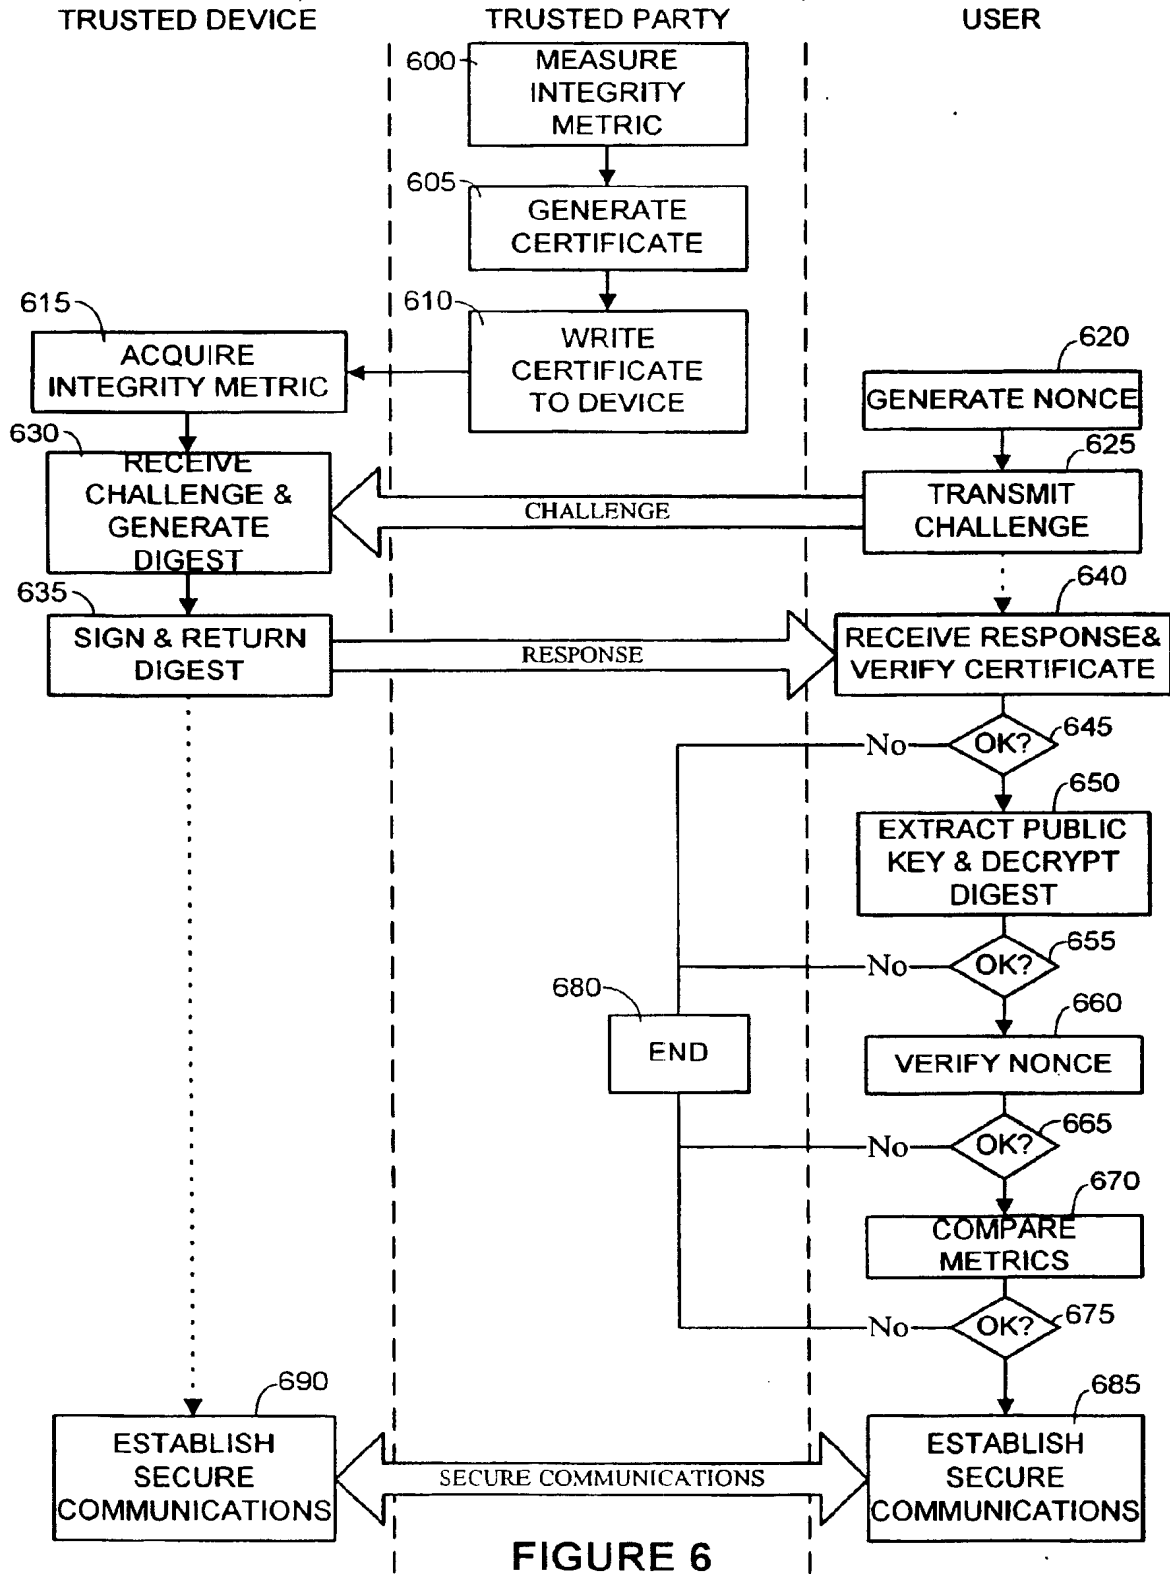 TRUSTED DEVICE
TRUSTED PARTY
USER
600
MEASURE
INTEGRITY
METRIC
605
GENERATE
CERTIFICATE
610
WRITE
CERTIFICATE
TO DEVICE
615
ACQUIRE
INTEGRITY METRIC
620
GENERATE NONCE
625
TRANSMIT
CHALLENGE
CHALLENGE
630
RECEIVE
CHALLENGE &
GENERATE
DIGEST
635
SIGN & RETURN
DIGEST
RESPONSE
640
RECEIVE RESPONSE&
VERIFY CERTIFICATE
645
OK?
No
650
EXTRACT PUBLIC
KEY & DECRYPT
DIGEST
655
OK?
No
680
END
660
VERIFY NONCE
665
OK?
No
670
COMPARE
METRICS
675
OK?
No
690
ESTABLISH
SECURE
COMMUNICATIONS
SECURE COMMUNICATIONS
685
ESTABLISH
SECURE
COMMUNICATIONS
FIGURE 6